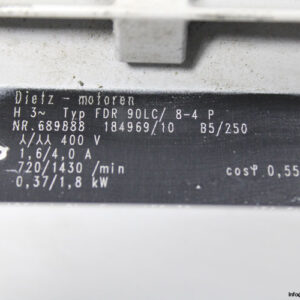 Dietz - motoren
H 3~ Typ FDR 90LC/ 8-4 P
NR.689888 184969/10 B5/250
⅄/⅄⅄ 400 V
1,6/4,0 A
720/1430 /min cosφ 0,55
0,37/1,8 kW